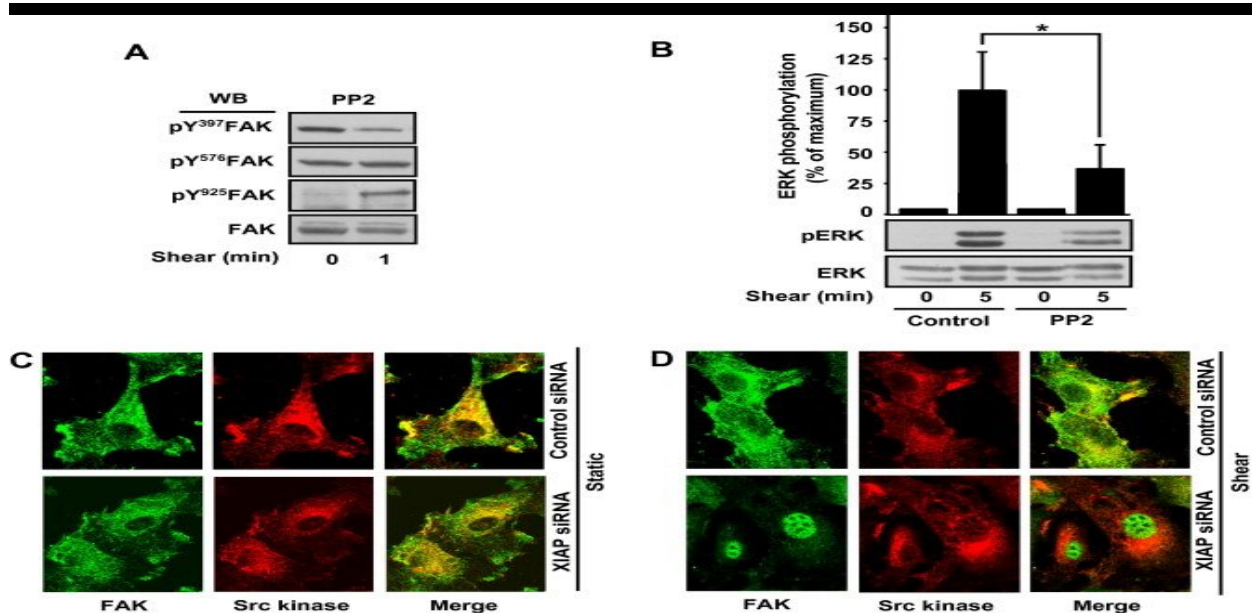 A
WB PP2
pY397FAK
pY576FAK
pY925FAK
FAK
Shear (min) 0 1
B
ERK phosphorylation
(% of maximum)
150
125
100
75
50
25
0
*
pERK
ERK
Shear (min) 0 5 0 5
Control PP2
C
Control siRNA
XIAP siRNA
Static
FAK Src kinase Merge
D
Control siRNA
XIAP siRNA
Shear
FAK Src kinase Merge